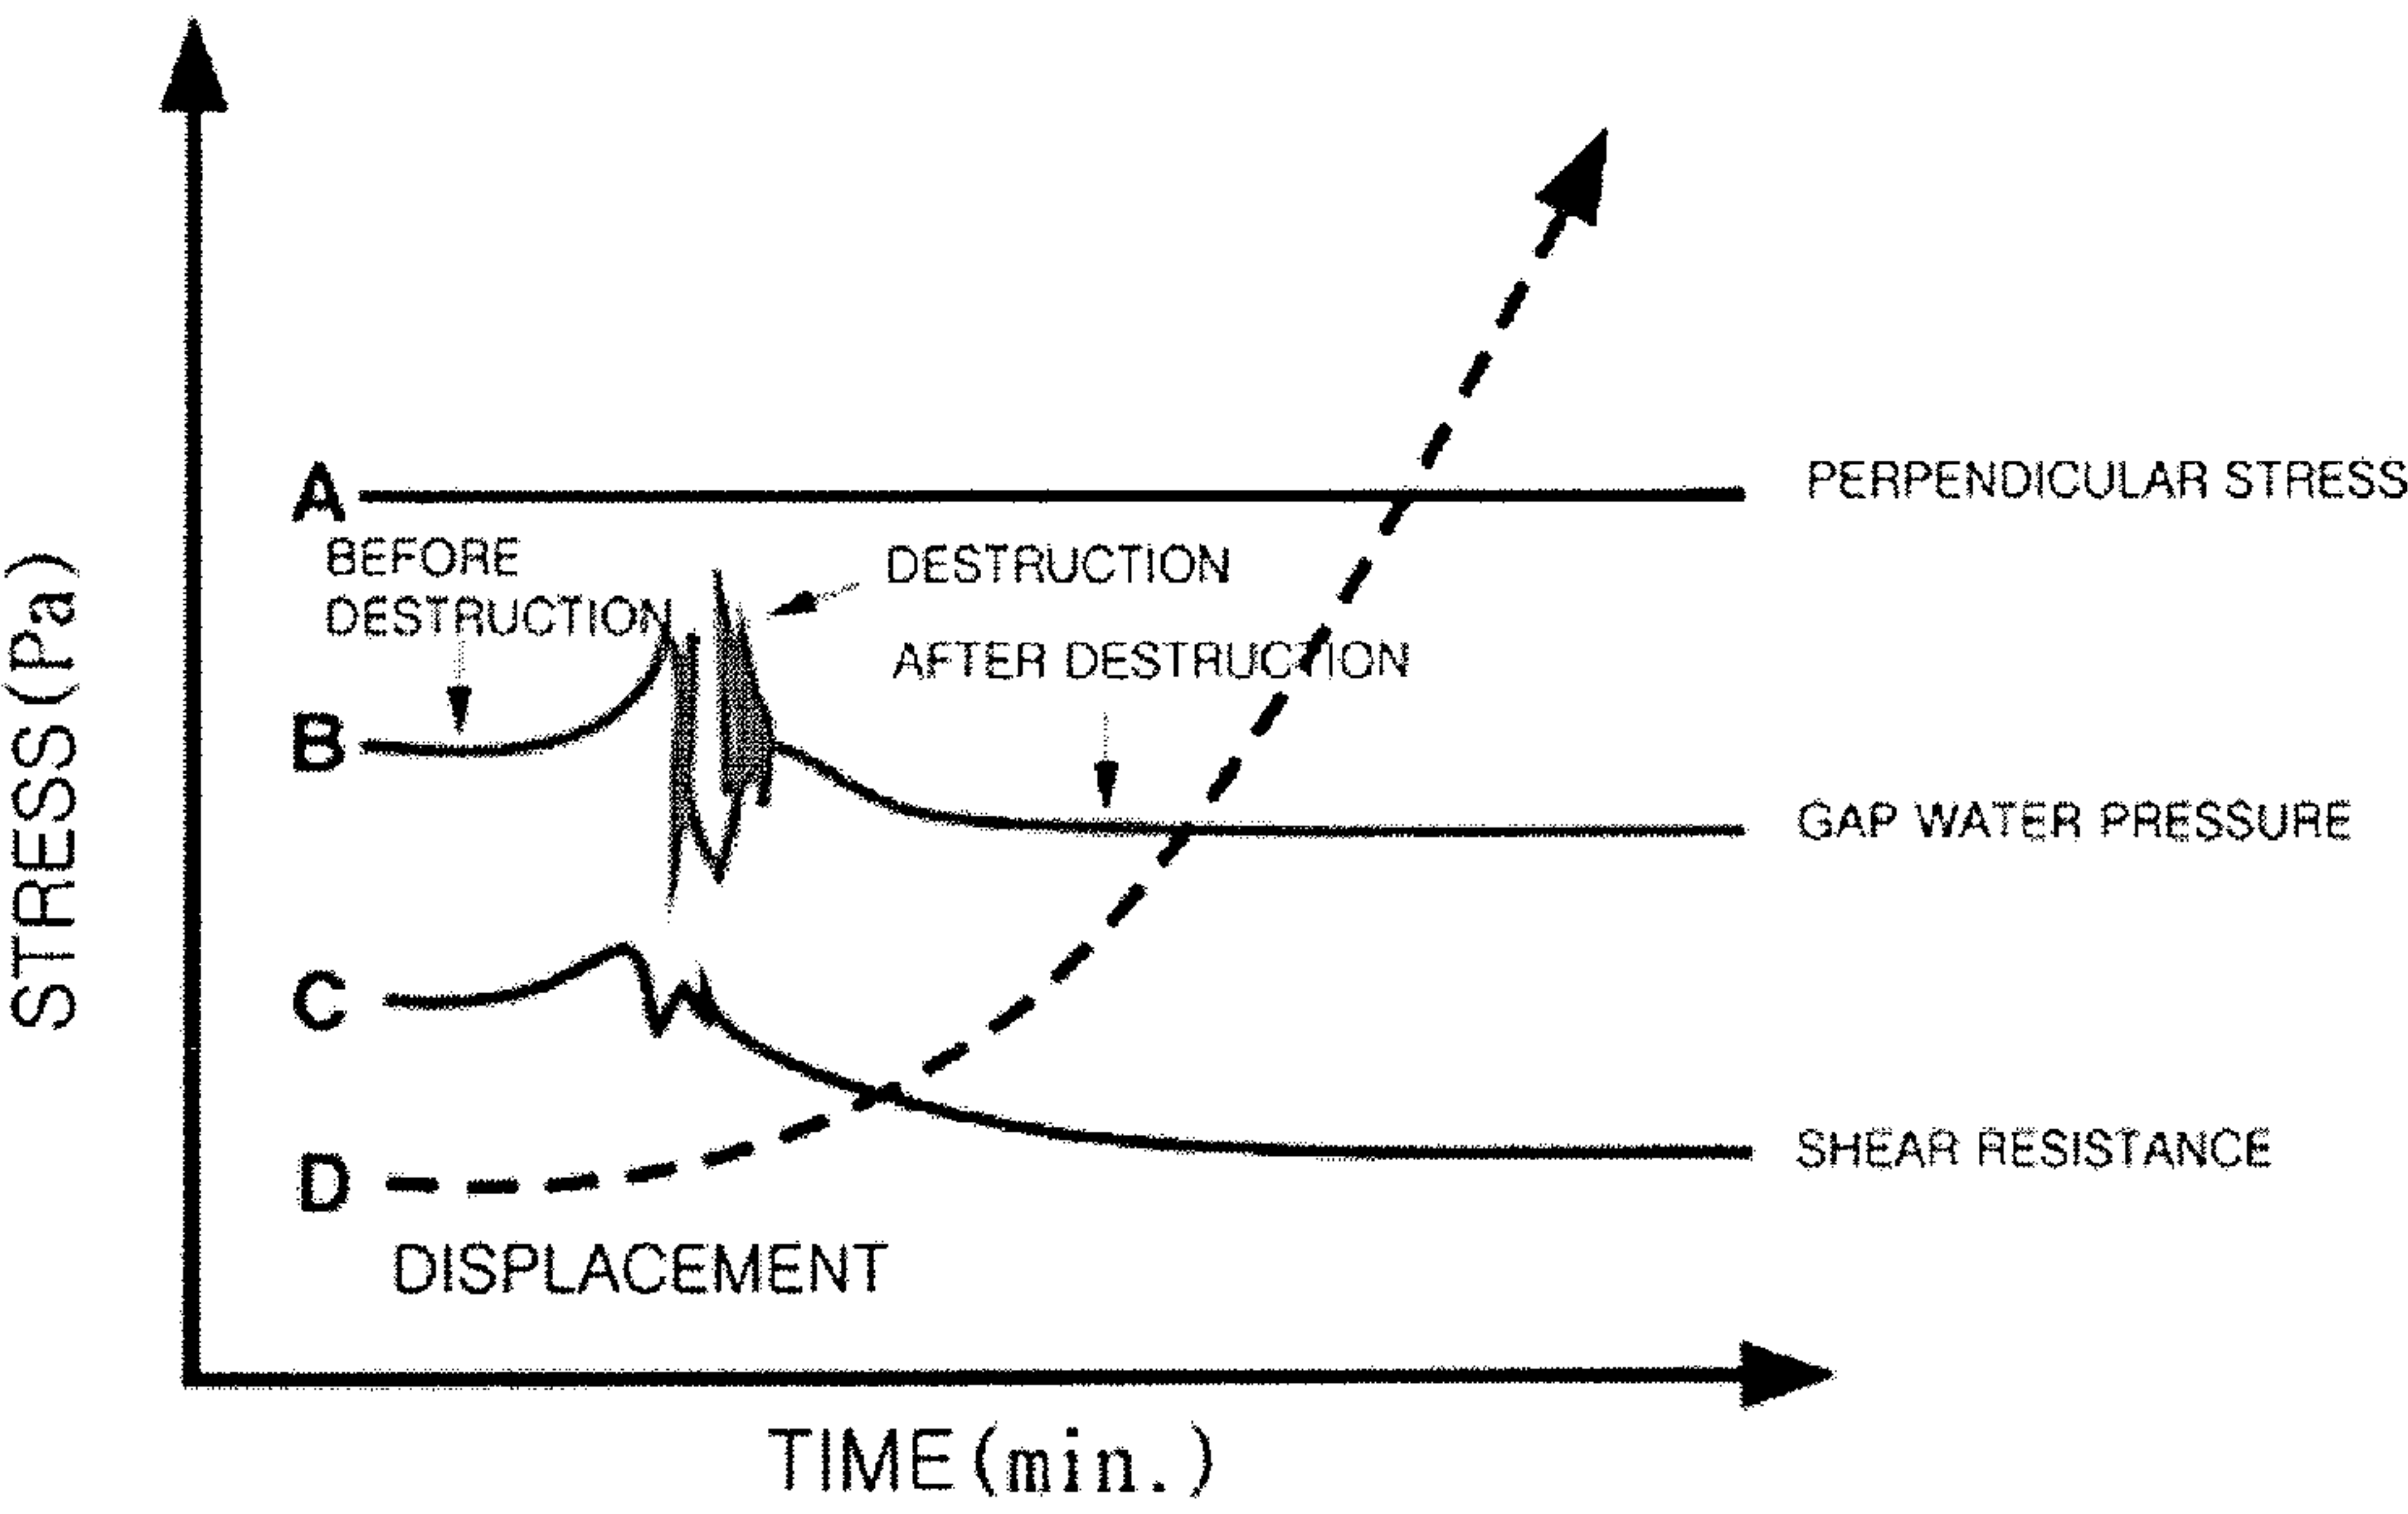 STRESS(Pa)
A
PERPENDICULAR STRESS
BEFORE
DESTRUCTION
DESTRUCTION
AFTER DESTRUCTION
B
GAP WATER PRESSURE
C
SHEAR RESISTANCE
D
DISPLACEMENT
TIME(min.)